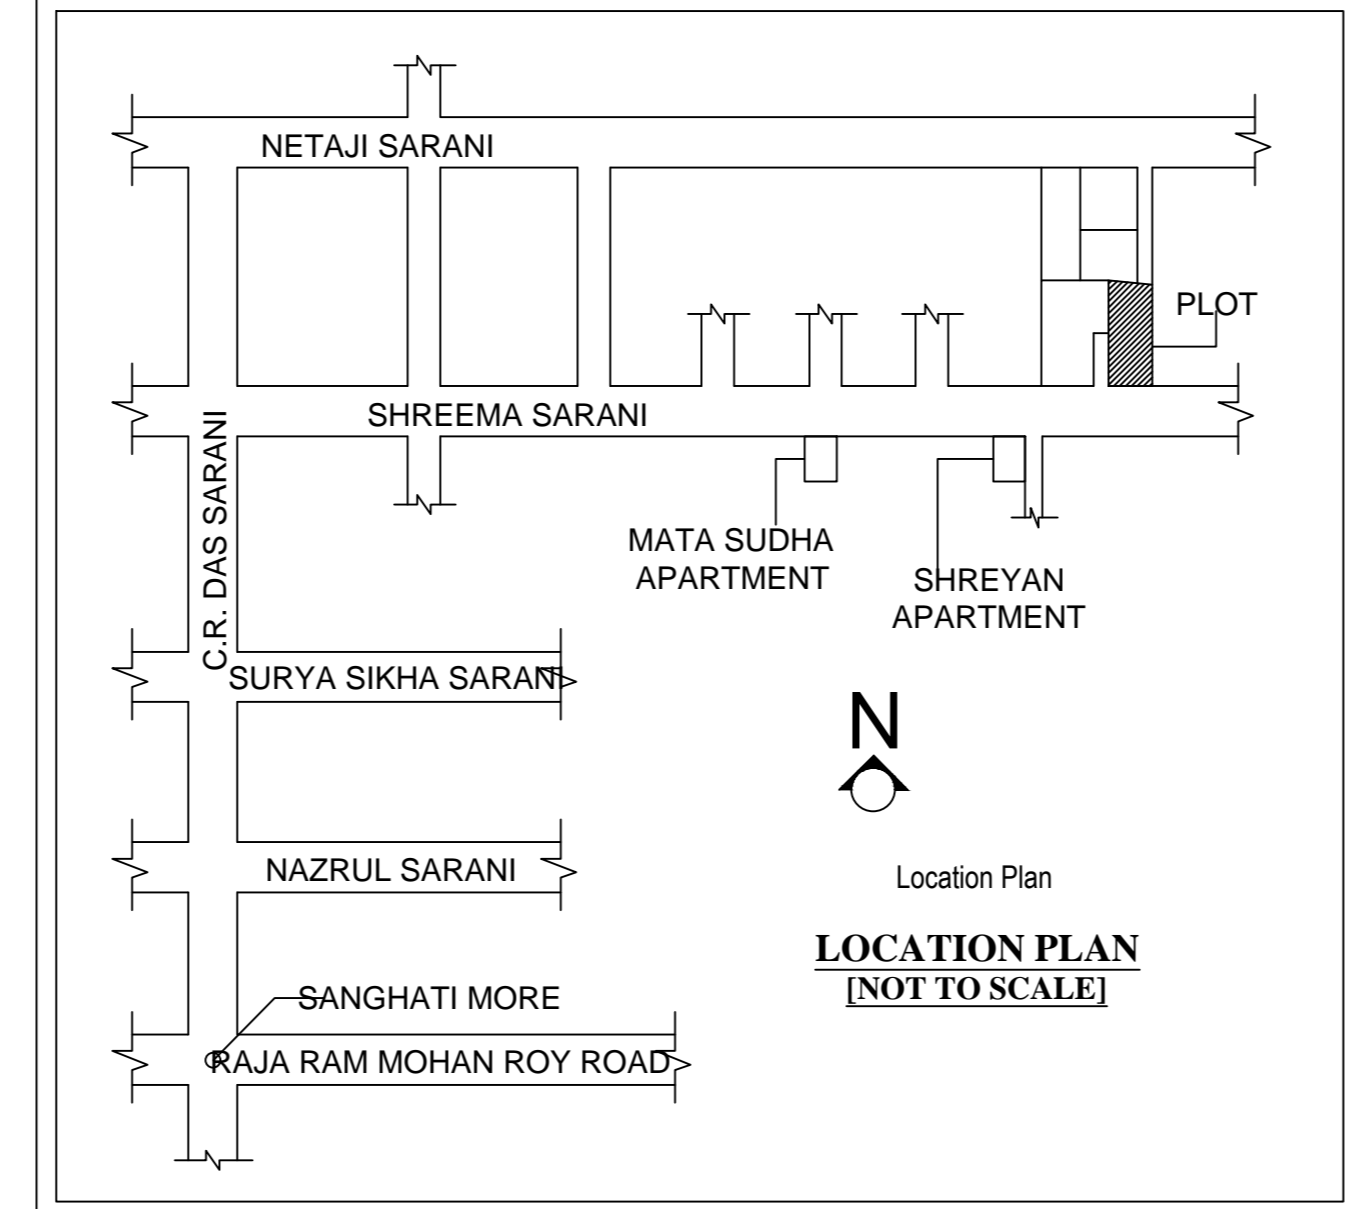 NETAJI SARANI
PLOT
SHREEMA SARANI
C.R. DAS SARANI
MATA SUDHA
APARTMENT
SHREYAN
APARTMENT
SURYA SIKHA SARANI
N
NAZRUL SARANI
Location Plan
LOCATION PLAN
[NOT TO SCALE]
SANGHATI MORE
RAJA RAM MOHAN ROY ROAD